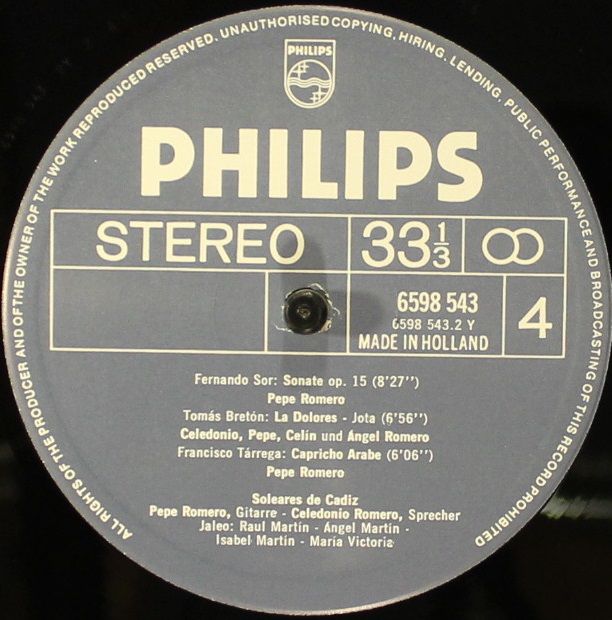 ALL RIGHTS OF THE PRODUCER AND OF THE OWNER OF THE WORK REPRODUCED RESERVED. UNAUTHORISED COPYING, HIRING, LENDING, PUBLIC PERFORMANCE AND BROADCASTING OF THIS RECORD PROHIBITED
PHILIPS
PHILIPS
STEREO 33 1/3
6598 543
6598 543.2 Y
MADE IN HOLLAND
4
Fernando Sor: Sonate op. 15 (8'27'')
Pepe Romero
Tomás Bretón: La Dolores - Jota (6'56'')
Celedonio, Pepe, Celín und Ángel Romero
Francisco Tárrega: Capricho Arabe (6'06'')
Pepe Romero
Soleares de Cadiz
Pepe Romero, Gitarre - Celedonio Romero, Sprecher
Jaleo: Raul Martín - Ángel Martín -
Isabel Martín - María Victoria